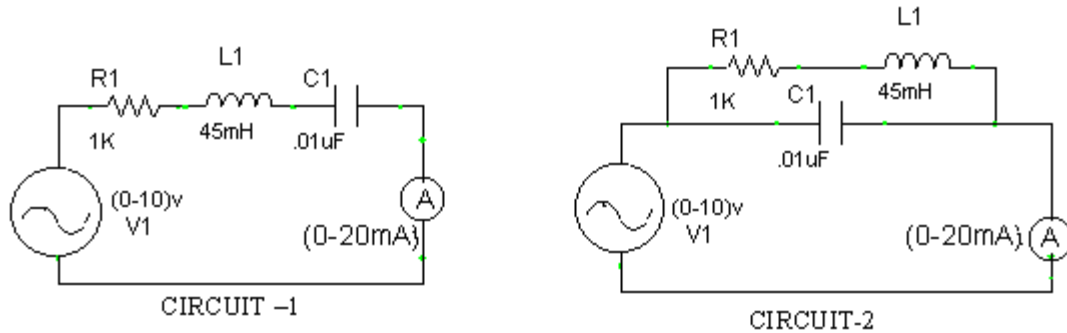 L1
R1
C1
1K
45mH
.01uF
(0-10)v
V1
A
(0-20mA)
CIRCUIT –1
L1
R1
1K
C1
45mH
.01uF
(0-10)v
V1
(0-20mA)
A
CIRCUIT-2